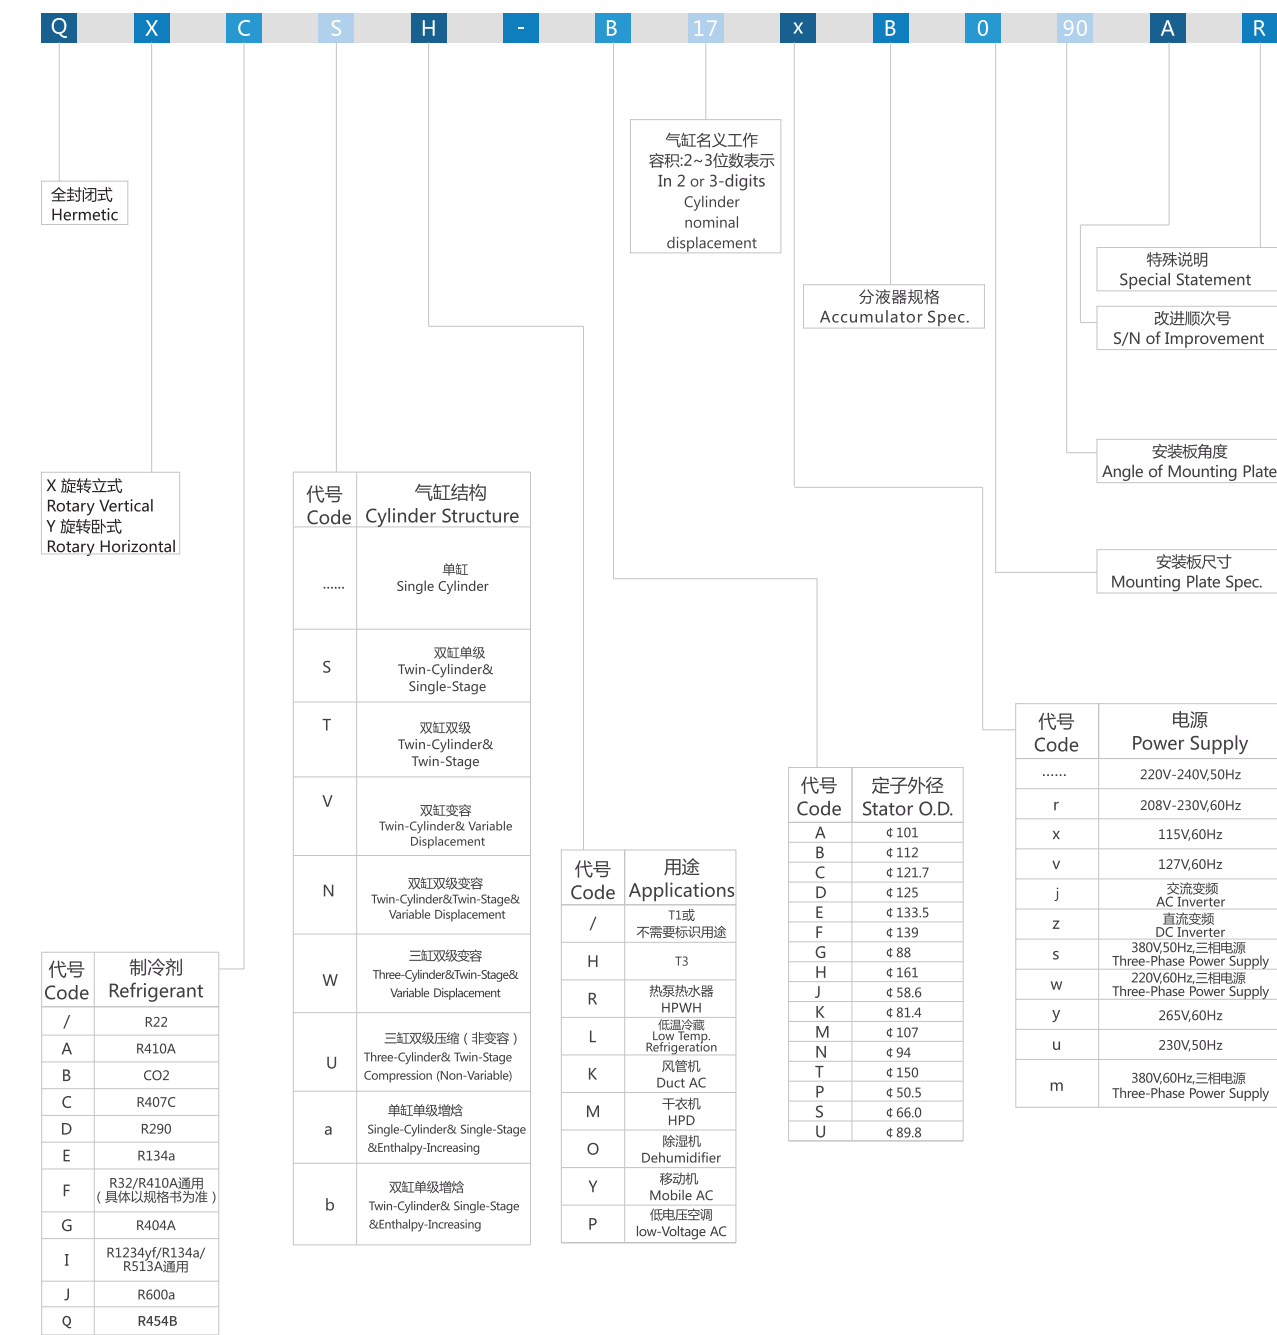 Q X C S H - B 17 x B 0 90 A R
气缸名义工作
容积:2~3位数表示
In 2 or 3-digits
Cylinder
nominal
displacement
全封闭式
Hermetic
特殊说明
Special Statement
分液器规格
Accumulator Spec.
改进顺次号
S/N of Improvement
安装板角度
Angle of Mounting Plate
安装板尺寸
Mounting Plate Spec.
X 旋转立式
Rotary Vertical
Y 旋转卧式
Rotary Horizontal
代号 气缸结构
Code Cylinder Structure
...... 单缸
Single Cylinder
S 双缸单级
Twin-Cylinder&
Single-Stage
T 双缸双级
Twin-Cylinder&
Twin-Stage
V 双缸变容
Twin-Cylinder& Variable
Displacement
N 双缸双级变容
Twin-Cylinder&Twin-Stage&
Variable Displacement
W 三缸双级变容
Three-Cylinder&Twin-Stage&
Variable Displacement
U 三缸双级压缩（非变容）
Three-Cylinder& Twin-Stage
Compression (Non-Variable)
a 单缸单级增焓
Single-Cylinder& Single-Stage
&Enthalpy-Increasing
b 双缸单级增焓
Twin-Cylinder& Single-Stage
&Enthalpy-Increasing
代号 电源
Code Power Supply
...... 220V-240V,50Hz
r 208V-230V,60Hz
x 115V,60Hz
v 127V,60Hz
j 交流变频
AC Inverter
z 直流变频
DC Inverter
s 380V,50Hz,三相电源
Three-Phase Power Supply
w 220V,60Hz,三相电源
Three-Phase Power Supply
y 265V,60Hz
u 230V,50Hz
m 380V,60Hz,三相电源
Three-Phase Power Supply
代号 定子外径
Code Stator O.D.
A ¢101
B ¢112
C ¢121.7
D ¢125
E ¢133.5
F ¢139
G ¢88
H ¢161
J ¢58.6
K ¢81.4
M ¢107
N ¢94
T ¢150
P ¢50.5
S ¢66.0
U ¢89.8
代号 用途
Code Applications
/ T1或
不需要标识用途
H T3
R 热泵热水器
HPWH
L 低温冷藏
Low Temp.
Refrigeration
K 风管机
Duct AC
M 干衣机
HPD
O 除湿机
Dehumidifier
Y 移动机
Mobile AC
P 低电压空调
low-Voltage AC
代号 制冷剂
Code Refrigerant
/ R22
A R410A
B CO2
C R407C
D R290
E R134a
F R32/R410A通用
（具体以规格书为准）
G R404A
I R1234yf/R134a/
R513A通用
J R600a
Q R454B